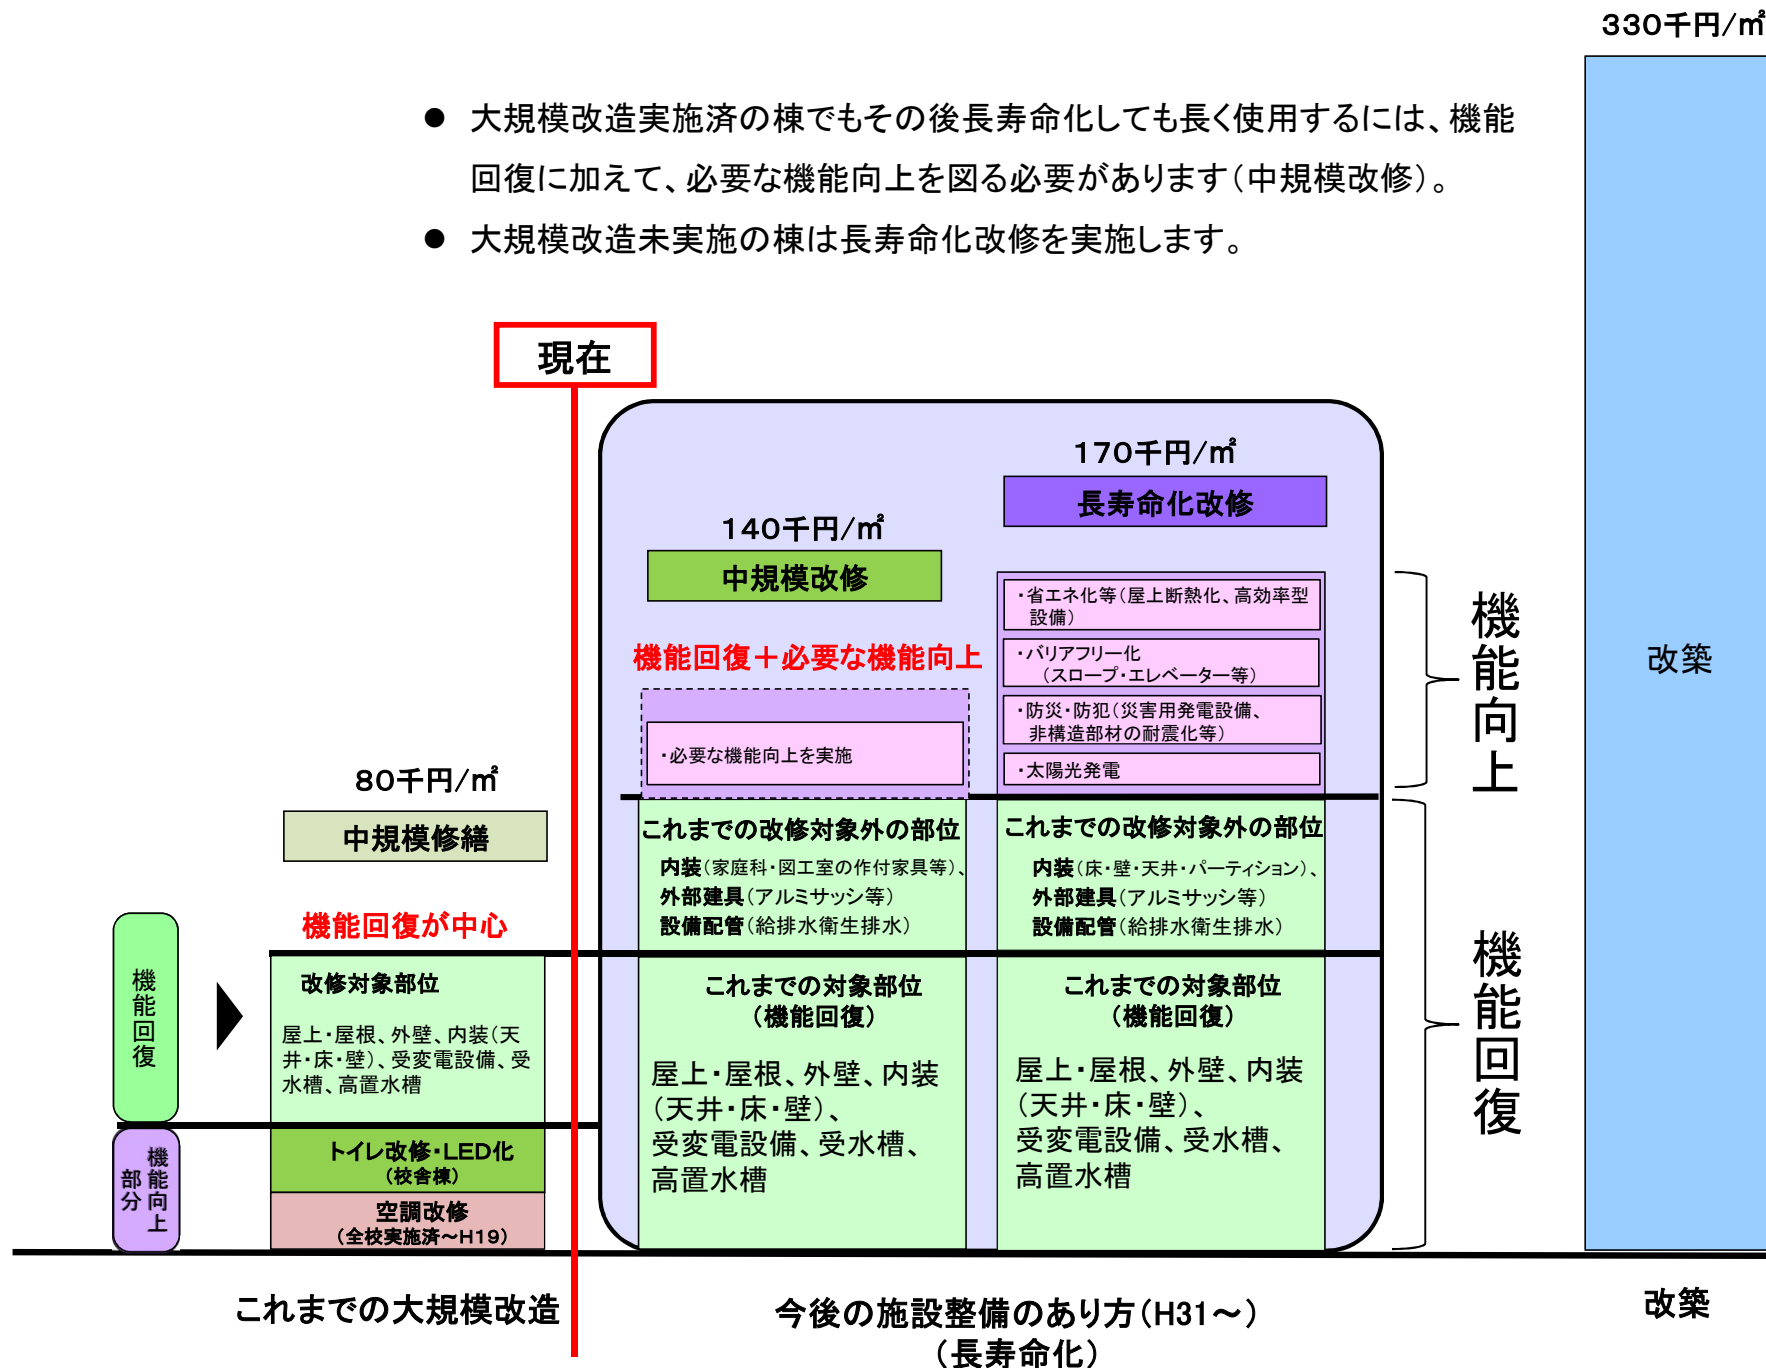 330千円/㎡
● 大規模改造実施済の棟でもその後長寿命化しても長く使用するには、機能
回復に加えて、必要な機能向上を図る必要があります(中規模改修)。
● 大規模改造未実施の棟は長寿命化改修を実施します。
現在
170千円/㎡
長寿命化改修
140千円/㎡
中規模改修
機能回復＋必要な機能向上
・必要な機能向上を実施
・省エネ化等(屋上断熱化、高効率型
設備)
・バリアフリー化
(スロープ・エレベーター等)
・防災・防犯(災害用発電設備、
非構造部材の耐震化等)
・太陽光発電
機能向上
改築
80千円/㎡
中規模修繕
機能回復が中心
これまでの改修対象外の部位
内装(家庭科・図工室の作付家具等)、
外部建具(アルミサッシ等)
設備配管(給排水衛生排水)
これまでの改修対象外の部位
内装(床・壁・天井・パーティション)、
外部建具(アルミサッシ等)
設備配管(給排水衛生排水)
機能回復
機能回復
改修対象部位
屋上・屋根、外壁、内装(天
井・床・壁)、受変電設備、受
水槽、高置水槽
これまでの対象部位
(機能回復)
屋上・屋根、外壁、内装
(天井・床・壁)、
受変電設備、受水槽、
高置水槽
これまでの対象部位
(機能回復)
屋上・屋根、外壁、内装
(天井・床・壁)、
受変電設備、受水槽、
高置水槽
機能向上
部分
トイレ改修・LED化
(校舎棟)
空調改修
(全校実施済～H19)
これまでの大規模改造
今後の施設整備のあり方(H31～)
(長寿命化)
改築